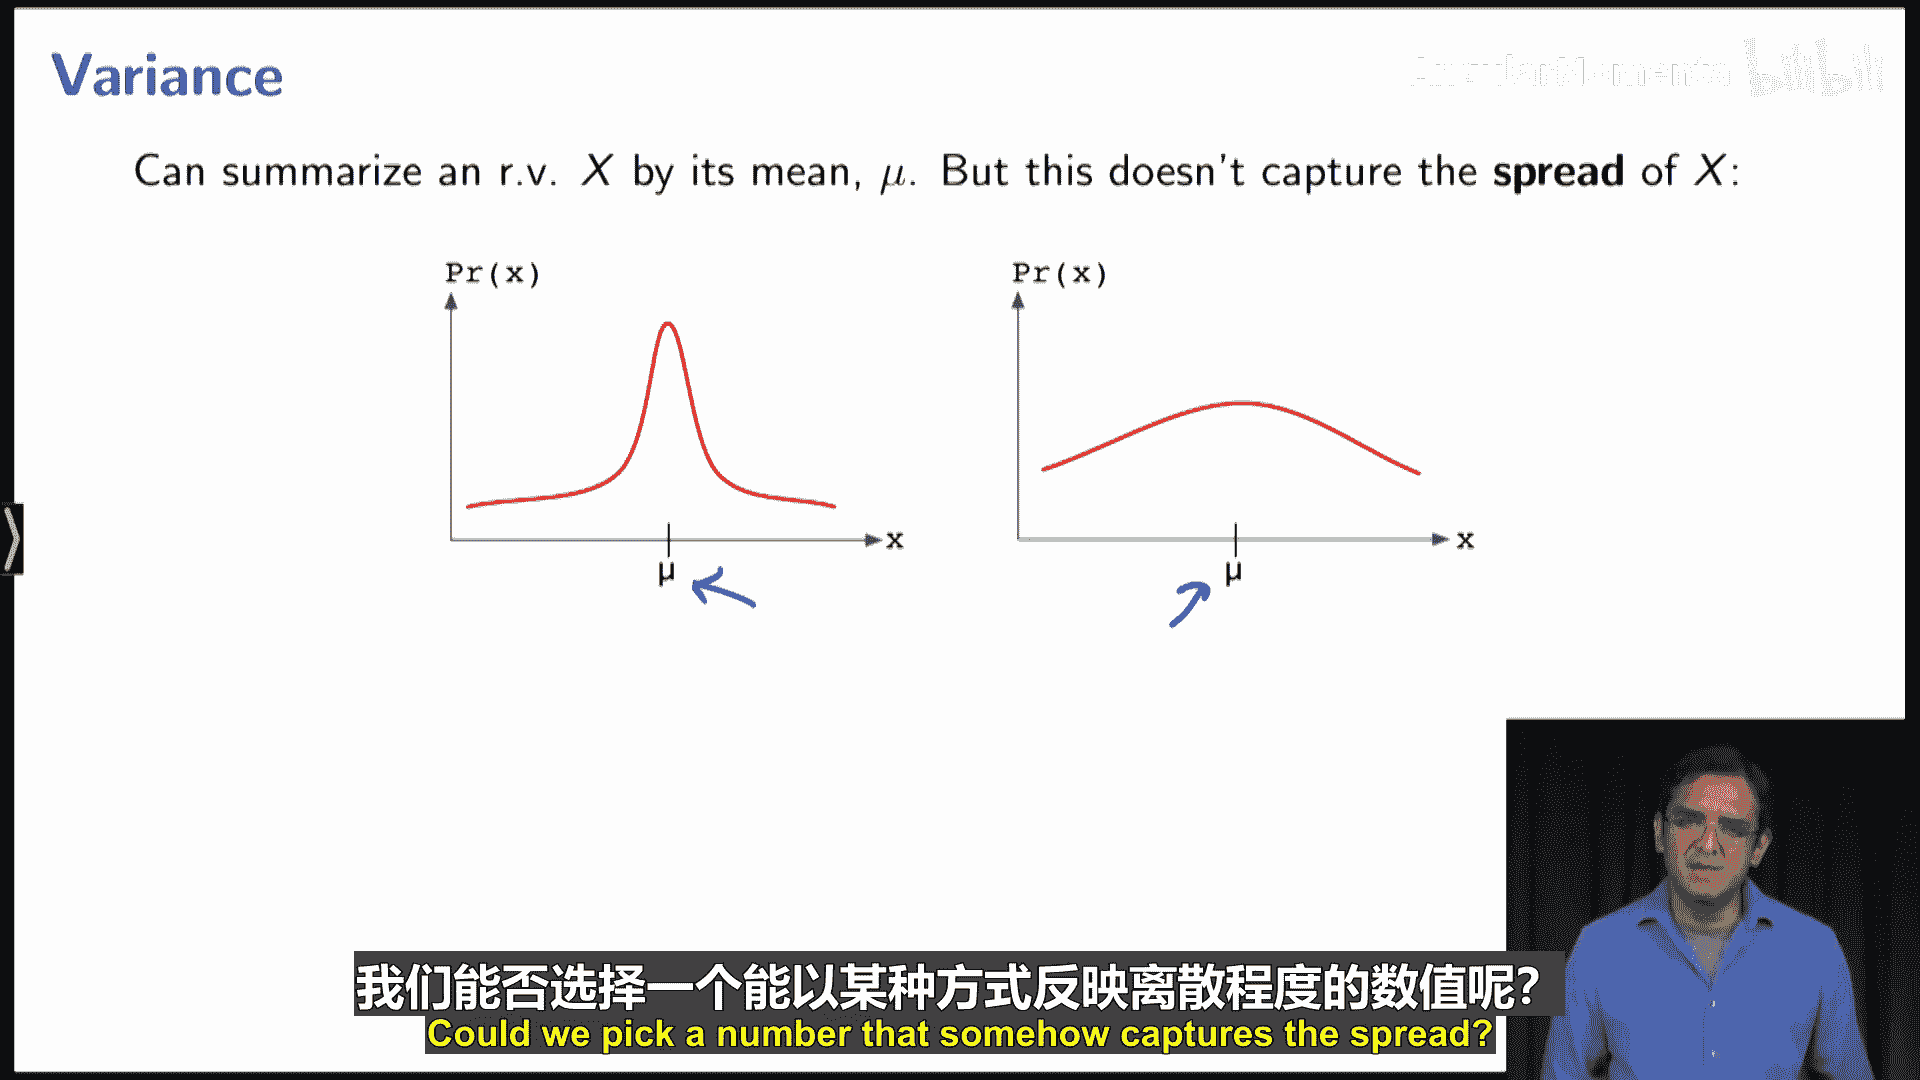 Variance
bilibili
Can summarize an r.v. X by its mean, μ. But this doesn't capture the spread of X:
Pr(x)
Pr(x)
x
x
μ
μ
我们能否选择一个能以某种方式反映离散程度的数值呢?
Could we pick a number that somehow captures the spread?